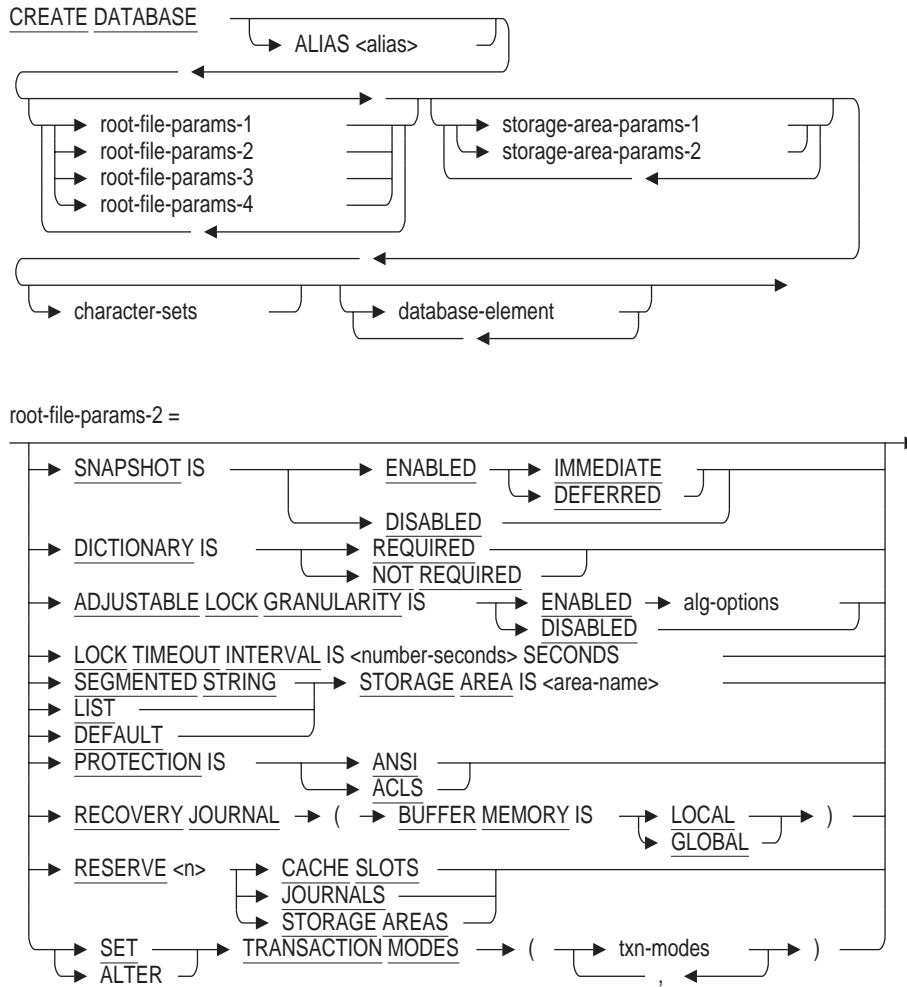 CREATE DATABASE
ALIAS <alias>
root-file-params-1 storage-area-params-1
root-file-params-2 storage-area-params-2
root-file-params-3
root-file-params-4
character-sets database-element
root-file-params-2 =
SNAPSHOT IS ENABLED IMMEDIATE
DEFERRED
DISABLED
DICTIONARY IS REQUIRED
NOT REQUIRED
ADJUSTABLE LOCK GRANULARITY IS ENABLED alg-options
DISABLED
LOCK TIMEOUT INTERVAL IS <number-seconds> SECONDS
SEGMENTED STRING STORAGE AREA IS <area-name>
LIST
DEFAULT
PROTECTION IS ANSI
ACLS
RECOVERY JOURNAL ( BUFFER MEMORY IS LOCAL )
GLOBAL
RESERVE <n> CACHE SLOTS
JOURNALS
STORAGE AREAS
SET TRANSACTION MODES ( txn-modes )
ALTER ,